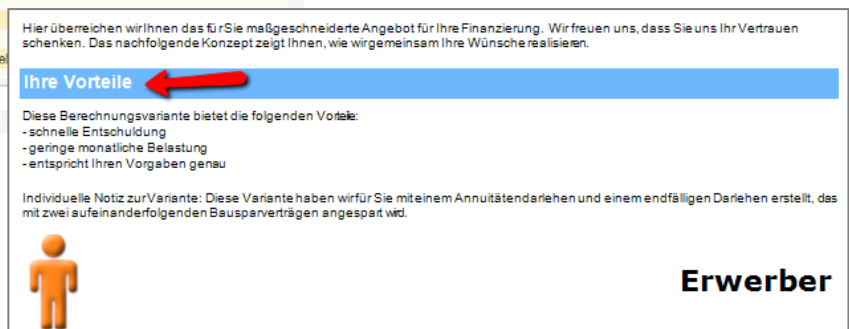 Hier überreichen wir Ihnen das für Sie maßgeschneiderte Angebot für Ihre Finanzierung. Wir freuen uns, dass Sie uns Ihr Vertrauen
schenken. Das nachfolgende Konzept zeigt Ihnen, wie wir gemeinsam Ihre Wünsche realisieren.
Ihre Vorteile
Diese Berechnungsvariante bietet die folgenden Vorteile:
- schnelle Entschuldung
- geringe monatliche Belastung
- entspricht Ihren Vorgaben genau
Individuelle Notiz zur Variante: Diese Variante haben wir für Sie mit einem Annuitätendarlehen und einem endfälligen Darlehen erstellt, das
mit zwei aufeinanderfolgenden Bausparverträgen angespart wird.
Erwerber